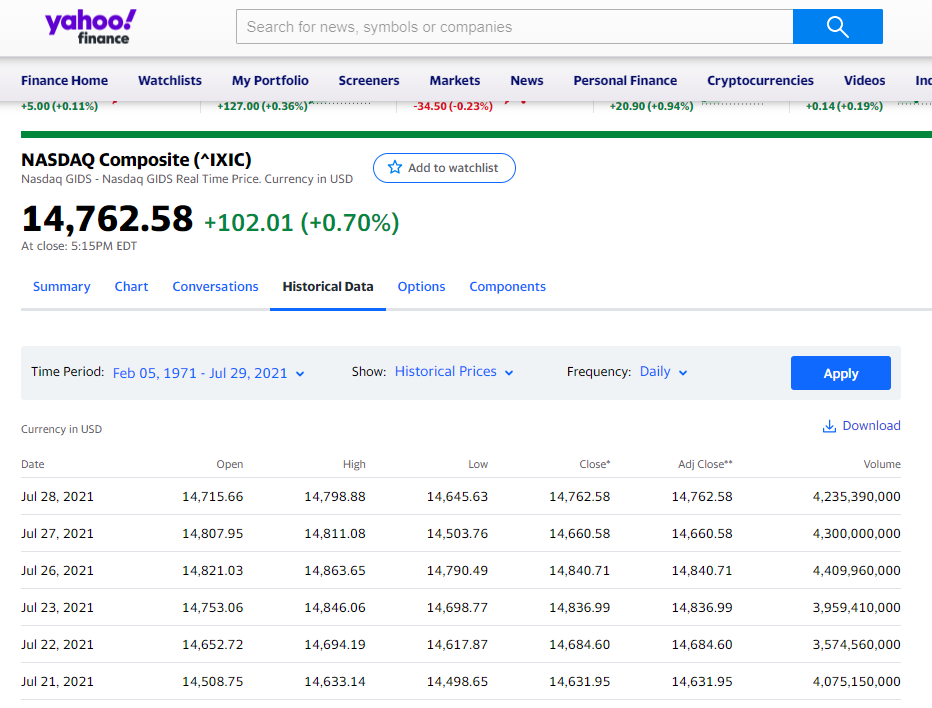 yahoo!
finance
Search for news, symbols or companies
Finance Home Watchlists My Portfolio Screeners Markets News Personal Finance Cryptocurrencies Videos
+5.00 (+0.11%) +127.00 (+0.36%) -34.50 (-0.23%) +20.90 (+0.94%) +0.14 (+0.19%)
NASDAQ Composite (^IXIC)
Add to watchlist
Nasdaq GIDS - Nasdaq GIDS Real Time Price. Currency in USD
14,762.58 +102.01 (+0.70%)
At close: 5:15PM EDT
Summary Chart Conversations Historical Data Options Components
Time Period: Feb 05, 1971 - Jul 29, 2021 Show: Historical Prices Frequency: Daily Apply
Currency in USD Download
Date Open High Low Close* Adj Close** Volume
Jul 28, 2021 14,715.66 14,798.88 14,645.63 14,762.58 14,762.58 4,235,390,000
Jul 27, 2021 14,807.95 14,811.08 14,503.76 14,660.58 14,660.58 4,300,000,000
Jul 26, 2021 14,821.03 14,863.65 14,790.49 14,840.71 14,840.71 4,409,960,000
Jul 23, 2021 14,753.06 14,846.06 14,698.77 14,836.99 14,836.99 3,959,410,000
Jul 22, 2021 14,652.72 14,694.19 14,617.87 14,684.60 14,684.60 3,574,560,000
Jul 21, 2021 14,508.75 14,633.14 14,498.65 14,631.95 14,631.95 4,075,150,000